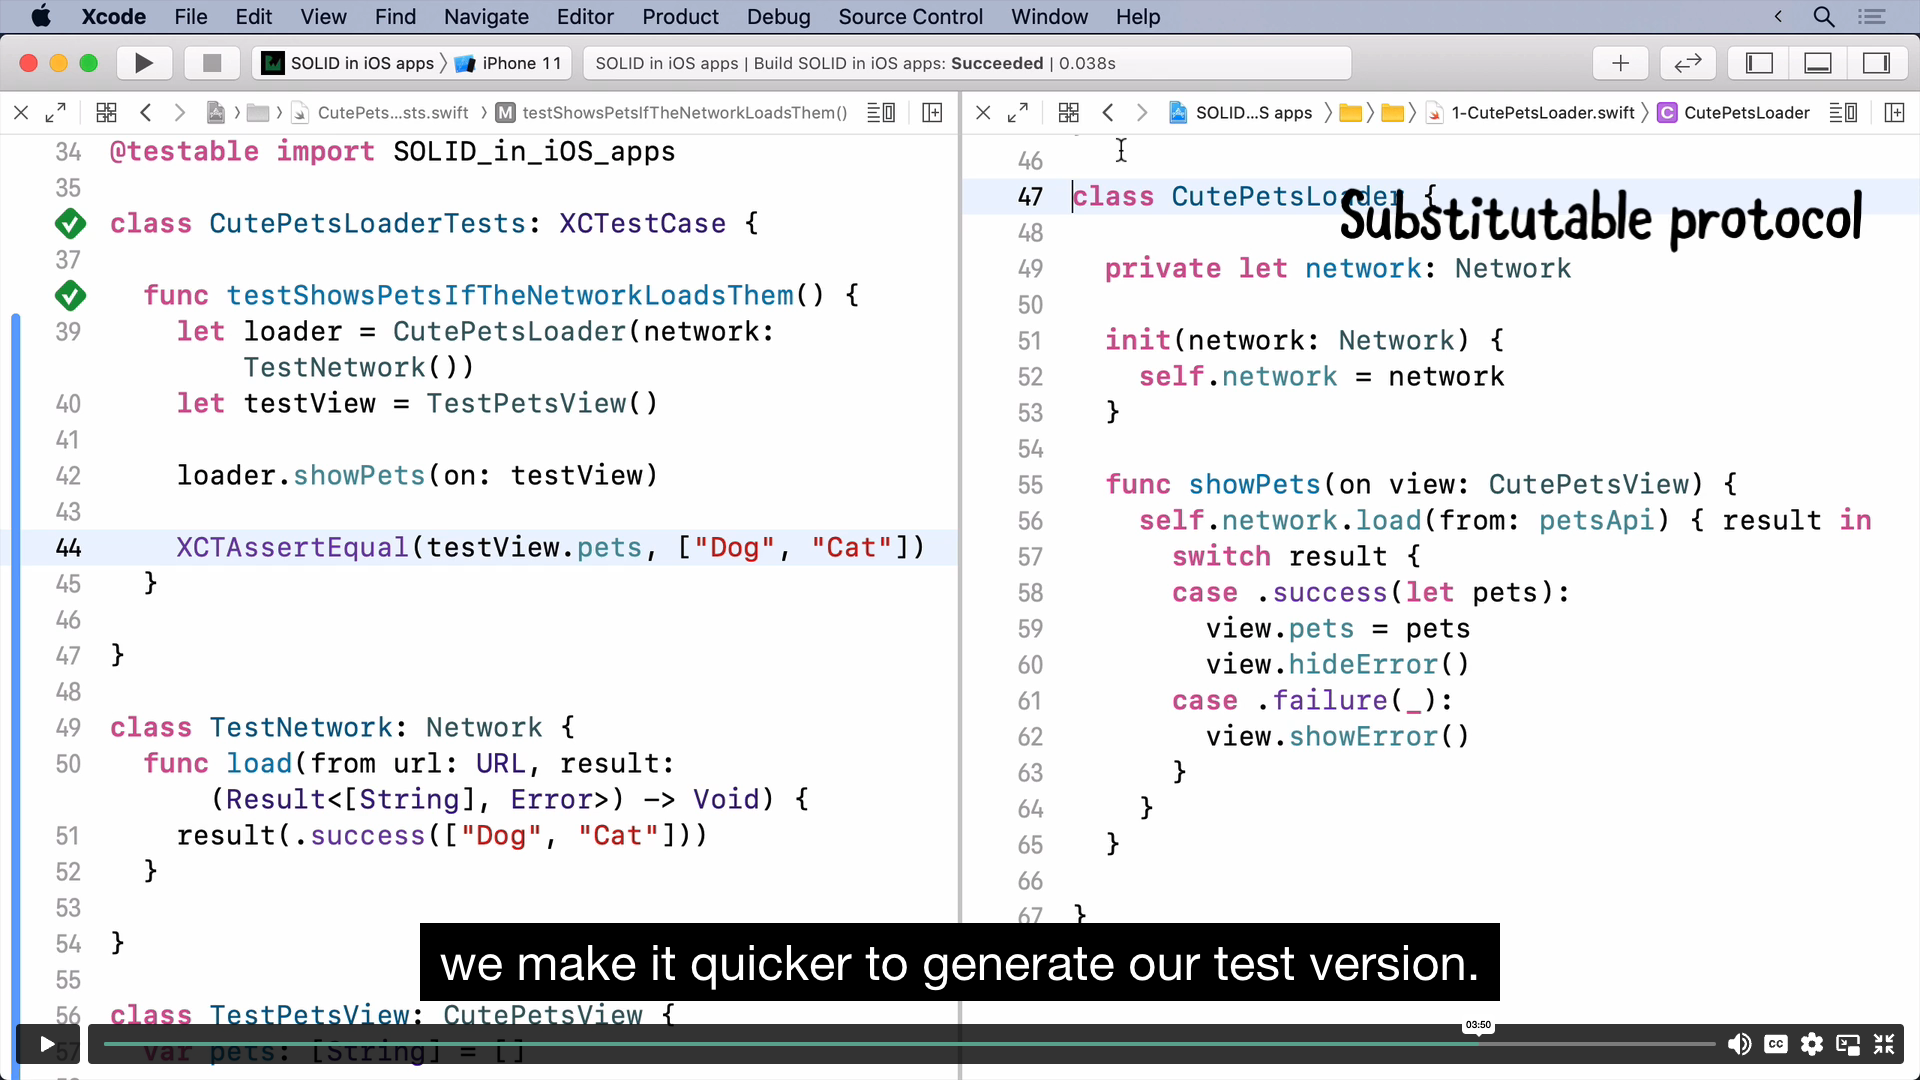 Xcode File Edit View Find Navigate Editor Product Debug Source Control Window Help
SOLID in iOS apps iPhone 11 SOLID in iOS apps | Build SOLID in iOS apps: Succeeded | 0.038s
CutePets...sts.swift M testShowsPetsIfTheNetworkLoadsThem()
34 @testable import SOLID_in_iOS_apps
35
class CutePetsLoaderTests: XCTestCase {
37
func testShowsPetsIfTheNetworkLoadsThem() {
39 let loader = CutePetsLoader(network:
TestNetwork())
40 let testView = TestPetsView()
41
42 loader.showPets(on: testView)
43
44 XCTAssertEqual(testView.pets, ["Dog", "Cat"])
45 }
46
47 }
48
49 class TestNetwork: Network {
50 func load(from url: URL, result:
(Result<[String], Error>) -> Void) {
51 result(.success(["Dog", "Cat"]))
52 }
53
54 }
55
56 class TestPetsView: CutePetsView {
57 var pets: [String] = []
SOLID...S apps 1-CutePetsLoader.swift C CutePetsLoader
46
47 class CutePetsLoader {
Substitutable protocol
48
49 private let network: Network
50
51 init(network: Network) {
52 self.network = network
53 }
54
55 func showPets(on view: CutePetsView) {
56 self.network.load(from: petsApi) { result in
57 switch result {
58 case .success(let pets):
59 view.pets = pets
60 view.hideError()
61 case .failure(_):
62 view.showError()
63 }
64 }
65 }
66
67 }
we make it quicker to generate our test version.
03:50
CC